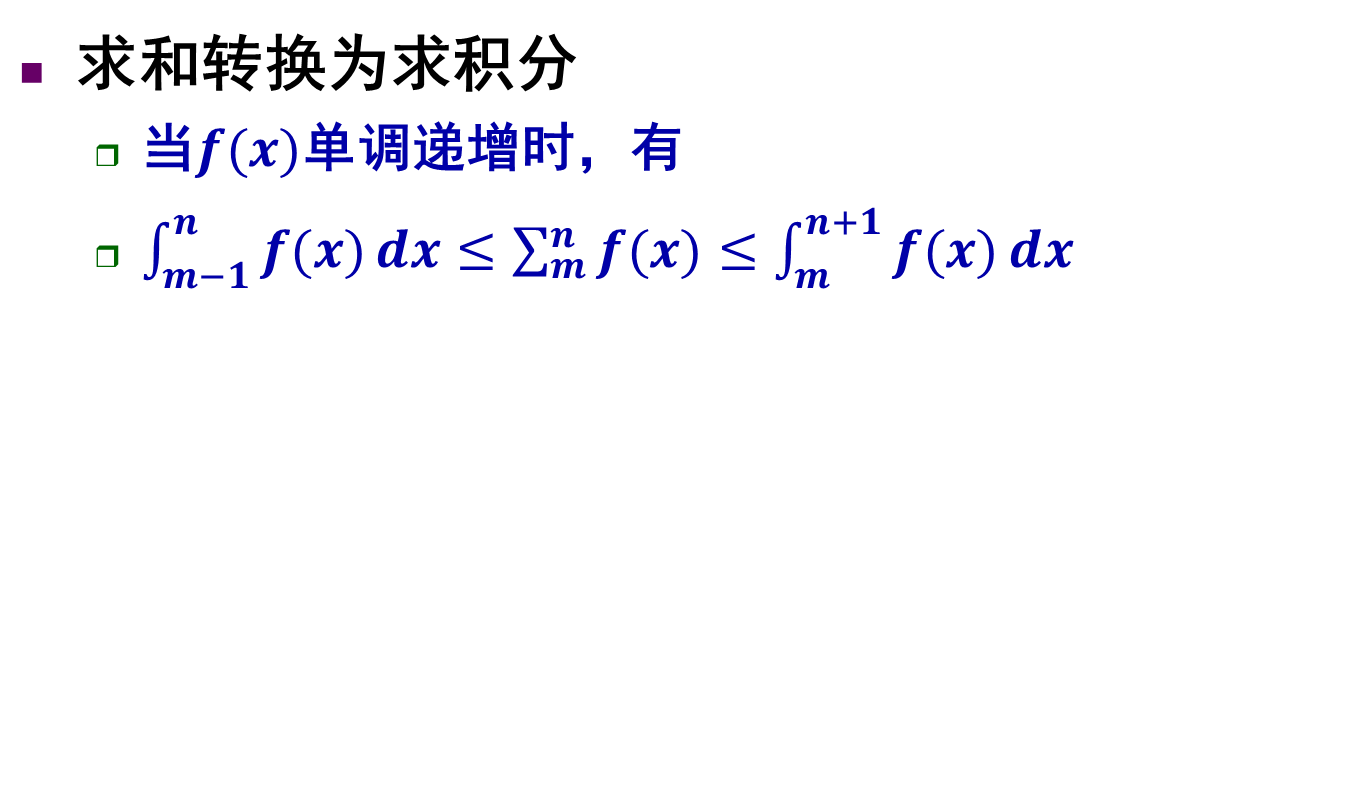 求和转换为求积分
当f(x)单调递增时，有
∫_{m−1}^{n} f(x) dx ≤ ∑_{m}^{n} f(x) ≤ ∫_{m}^{n+1} f(x) dx